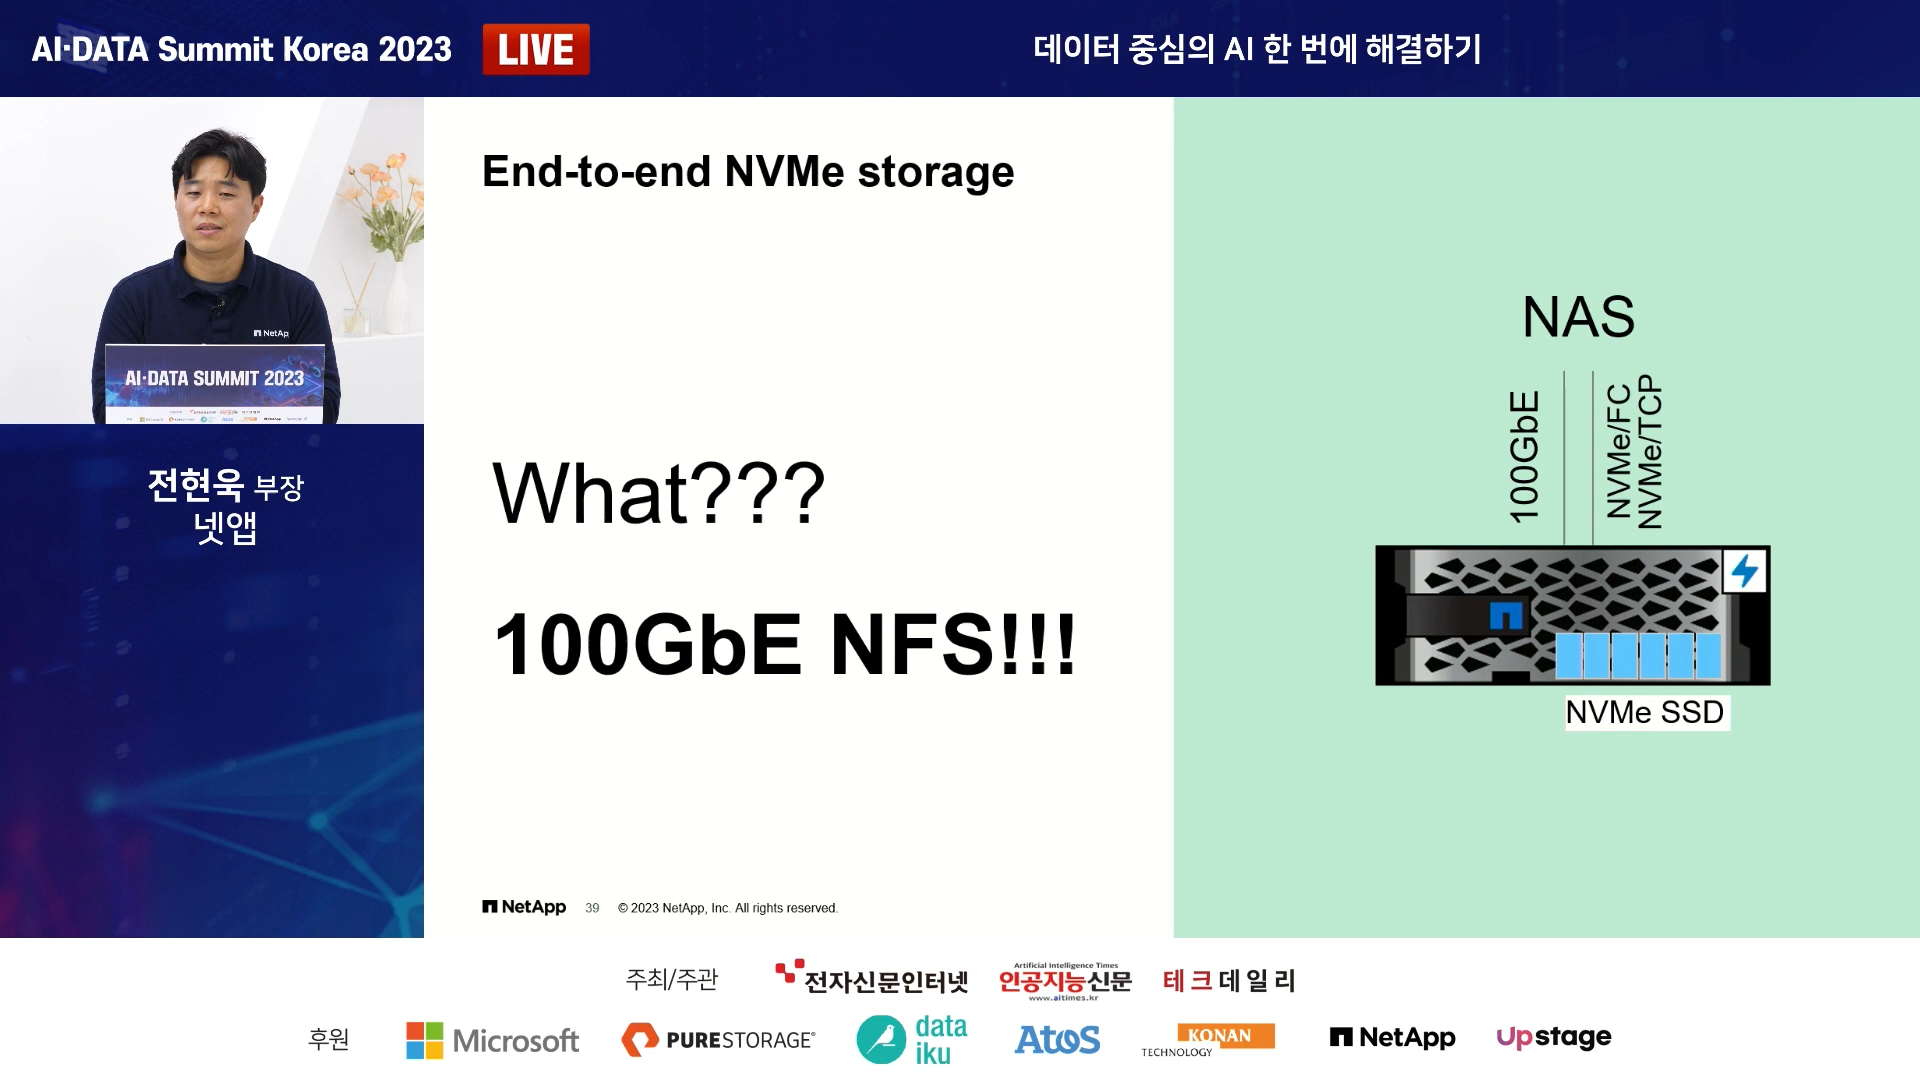 AI·DATA Summit Korea 2023 LIVE
데이터 중심의 AI 한 번에 해결하기
NetApp
AI·DATA SUMMIT 2023
전현욱 부장
넷앱
End-to-end NVMe storage
What???
100GbE NFS!!!
NetApp 39 © 2023 NetApp, Inc. All rights reserved.
NAS
100GbE
NVMe/FC
NVMe/TCP
NVMe SSD
주최/주관 전자신문인터넷
Artificial Intelligence Times
인공지능신문
www.aitimes.kr
테크데일리
후원 Microsoft PURESTORAGE®
data
iku
Atos
KONAN
TECHNOLOGY
NetApp
Upstage